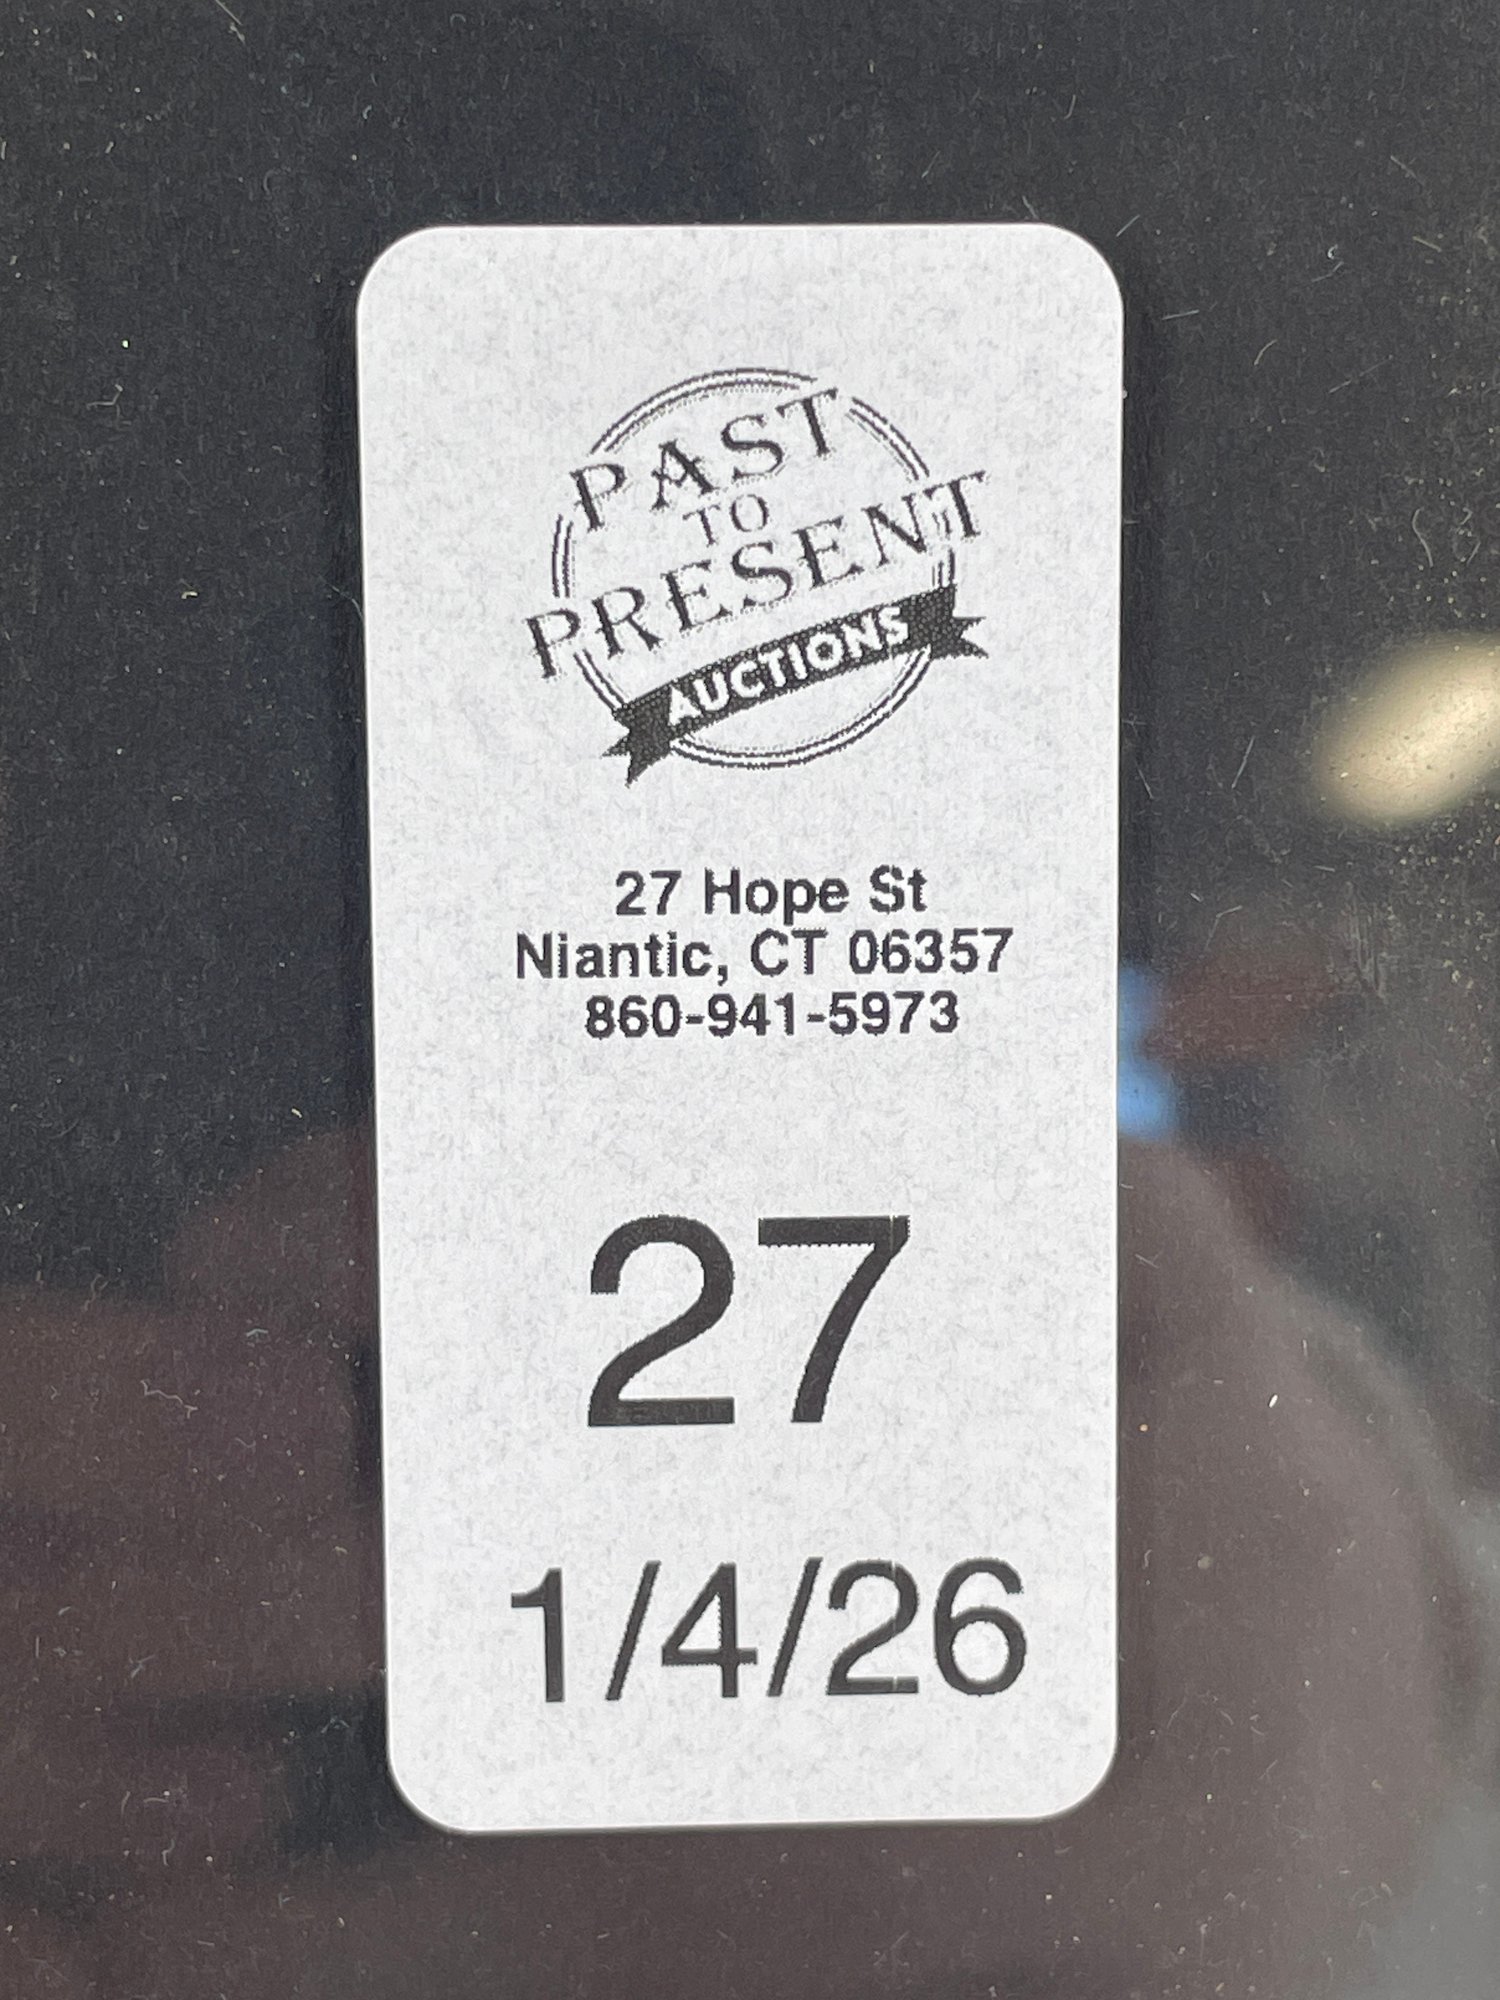 PAST
TO
PRESENT
AUCTIONS
27 Hope St
Niantic, CT 06357
860-941-5973
27
1/4/26